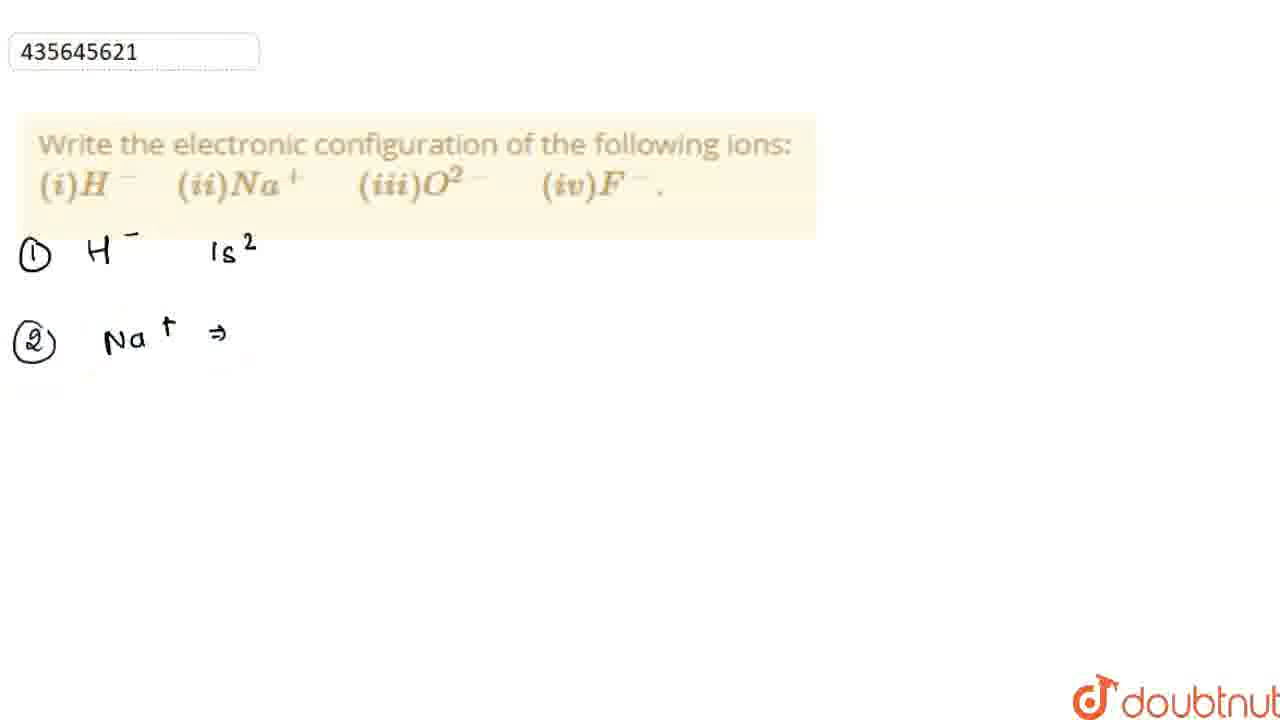 435645621
Write the electronic configuration of the following ions:
(i)H⁻ (ii)Na⁺ (iii)O²⁻ (iv)F⁻.
① H⁻ 1s²
② Na⁺ ⇒
doubtnut